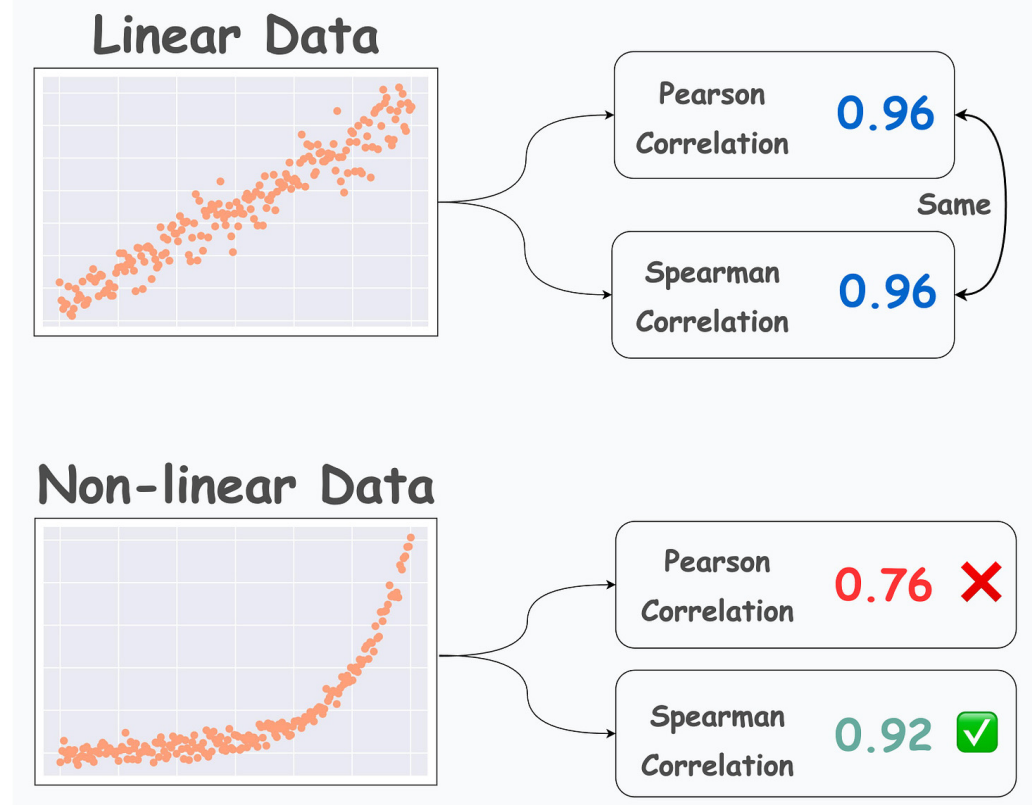 Linear Data
Pearson
Correlation
0.96
Same
Spearman
Correlation
0.96
Non-linear Data
Pearson
Correlation
0.76
Spearman
Correlation
0.92